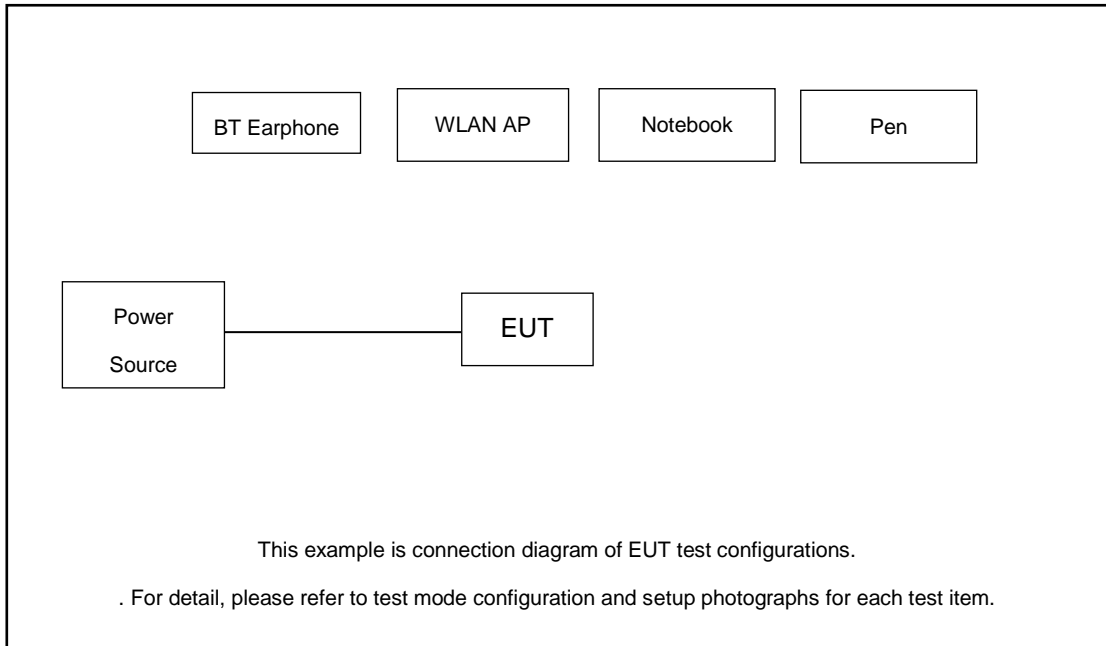 BT Earphone
WLAN AP
Notebook
Pen
Power
Source
EUT
This example is connection diagram of EUT test configurations.
. For detail, please refer to test mode configuration and setup photographs for each test item.